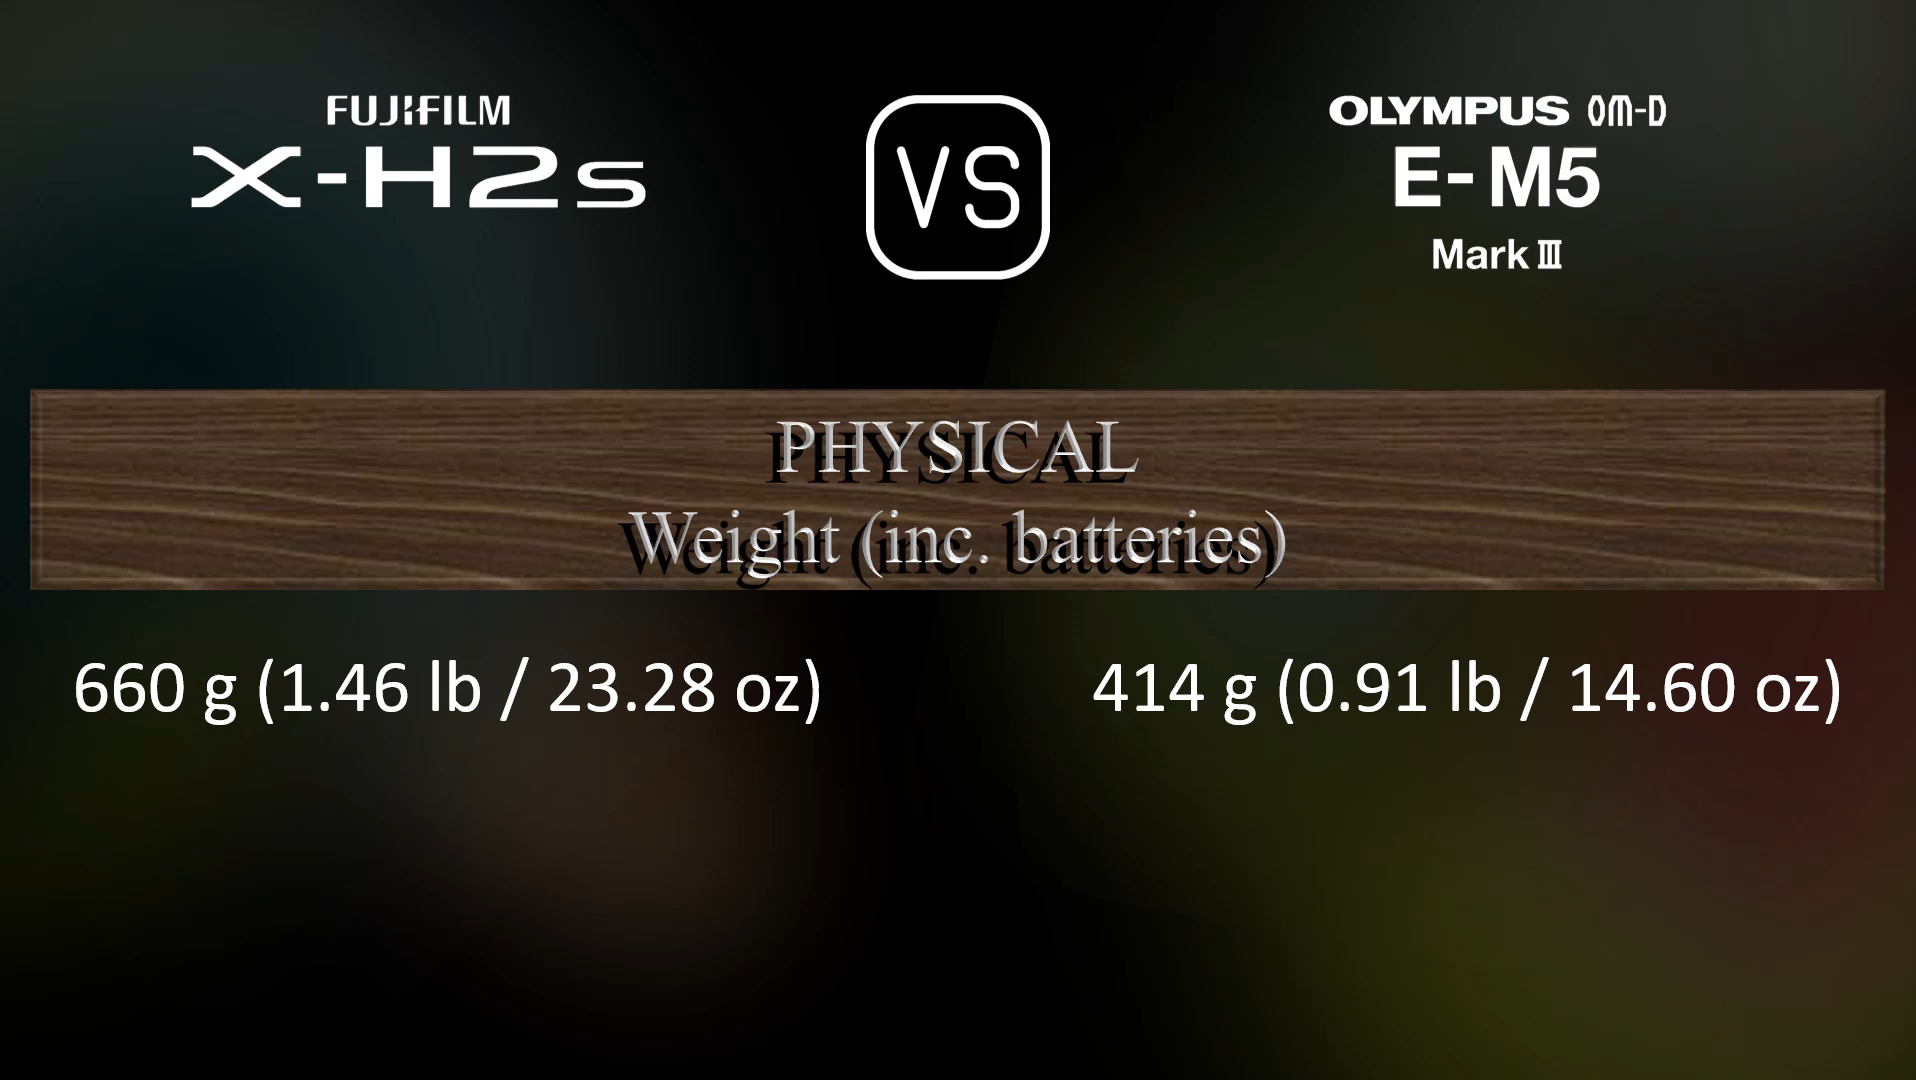 FUJIFILM
X-H2S
VS
OLYMPUS OM-D
E-M5
Mark III
PHYSICAL
Weight (inc. batteries)
660 g (1.46 lb / 23.28 oz)
414 g (0.91 lb / 14.60 oz)